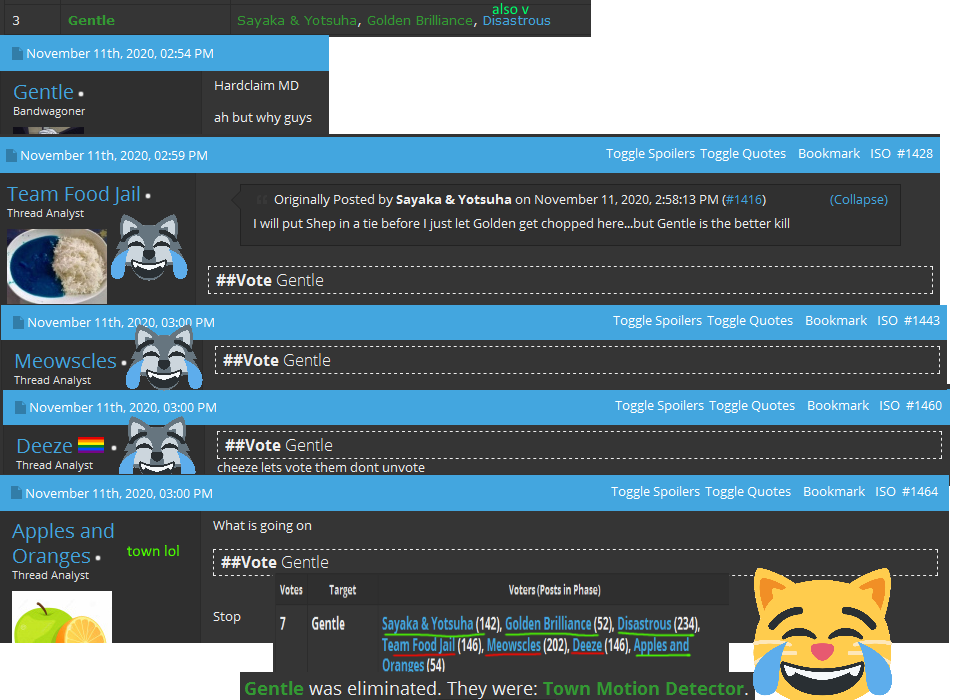 also v
3 Gentle Sayaka & Yotsuha, Golden Brilliance, Disastrous
November 11th, 2020, 02:54 PM
Gentle •
Bandwagoner
Hardclaim MD
ah but why guys
November 11th, 2020, 02:59 PM Toggle Spoilers Toggle Quotes Bookmark ISO #1428
Team Food Jail •
Thread Analyst
Originally Posted by Sayaka & Yotsuha on November 11, 2020, 2:58:13 PM (#1416) (Collapse)
I will put Shep in a tie before I just let Golden get chopped here...but Gentle is the better kill
##Vote Gentle
November 11th, 2020, 03:00 PM Toggle Spoilers Toggle Quotes Bookmark ISO #1443
Meowscles •
Thread Analyst
##Vote Gentle
November 11th, 2020, 03:00 PM Toggle Spoilers Toggle Quotes Bookmark ISO #1460
Deeze •
Thread Analyst
##Vote Gentle
cheeze lets vote them dont unvote
November 11th, 2020, 03:00 PM Toggle Spoilers Toggle Quotes Bookmark ISO #1464
Apples and
Oranges •
town lol
Thread Analyst
What is going on
##Vote Gentle
Stop
Votes Target Voters (Posts in Phase)
7 Gentle Sayaka & Yotsuha (142), Golden Brilliance (52), Disastrous (234),
Team Food Jail (146), Meowscles (202), Deeze (146), Apples and
Oranges (54)
Gentle was eliminated. They were: Town Motion Detector.